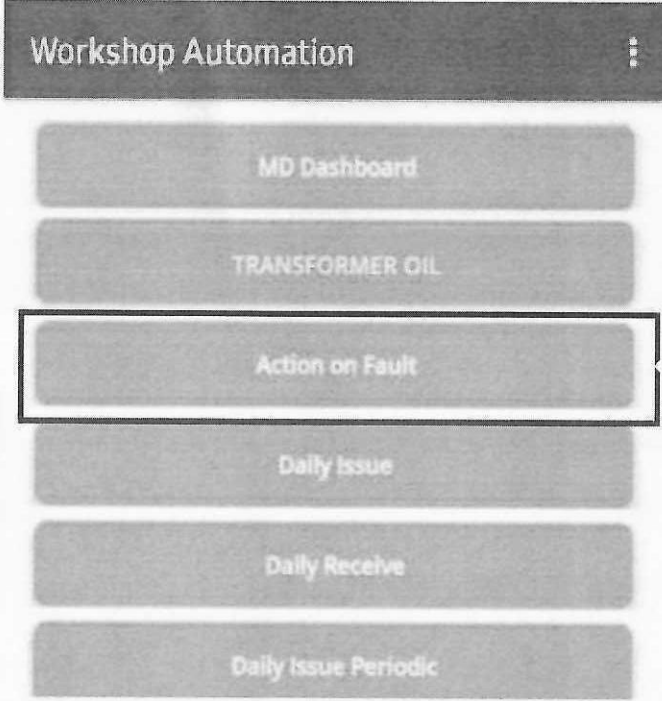 Workshop Automation
MD Dashboard
TRANSFORMER OIL
Action on Fault
Daily Issue
Daily Receive
Daily Issue Periodic